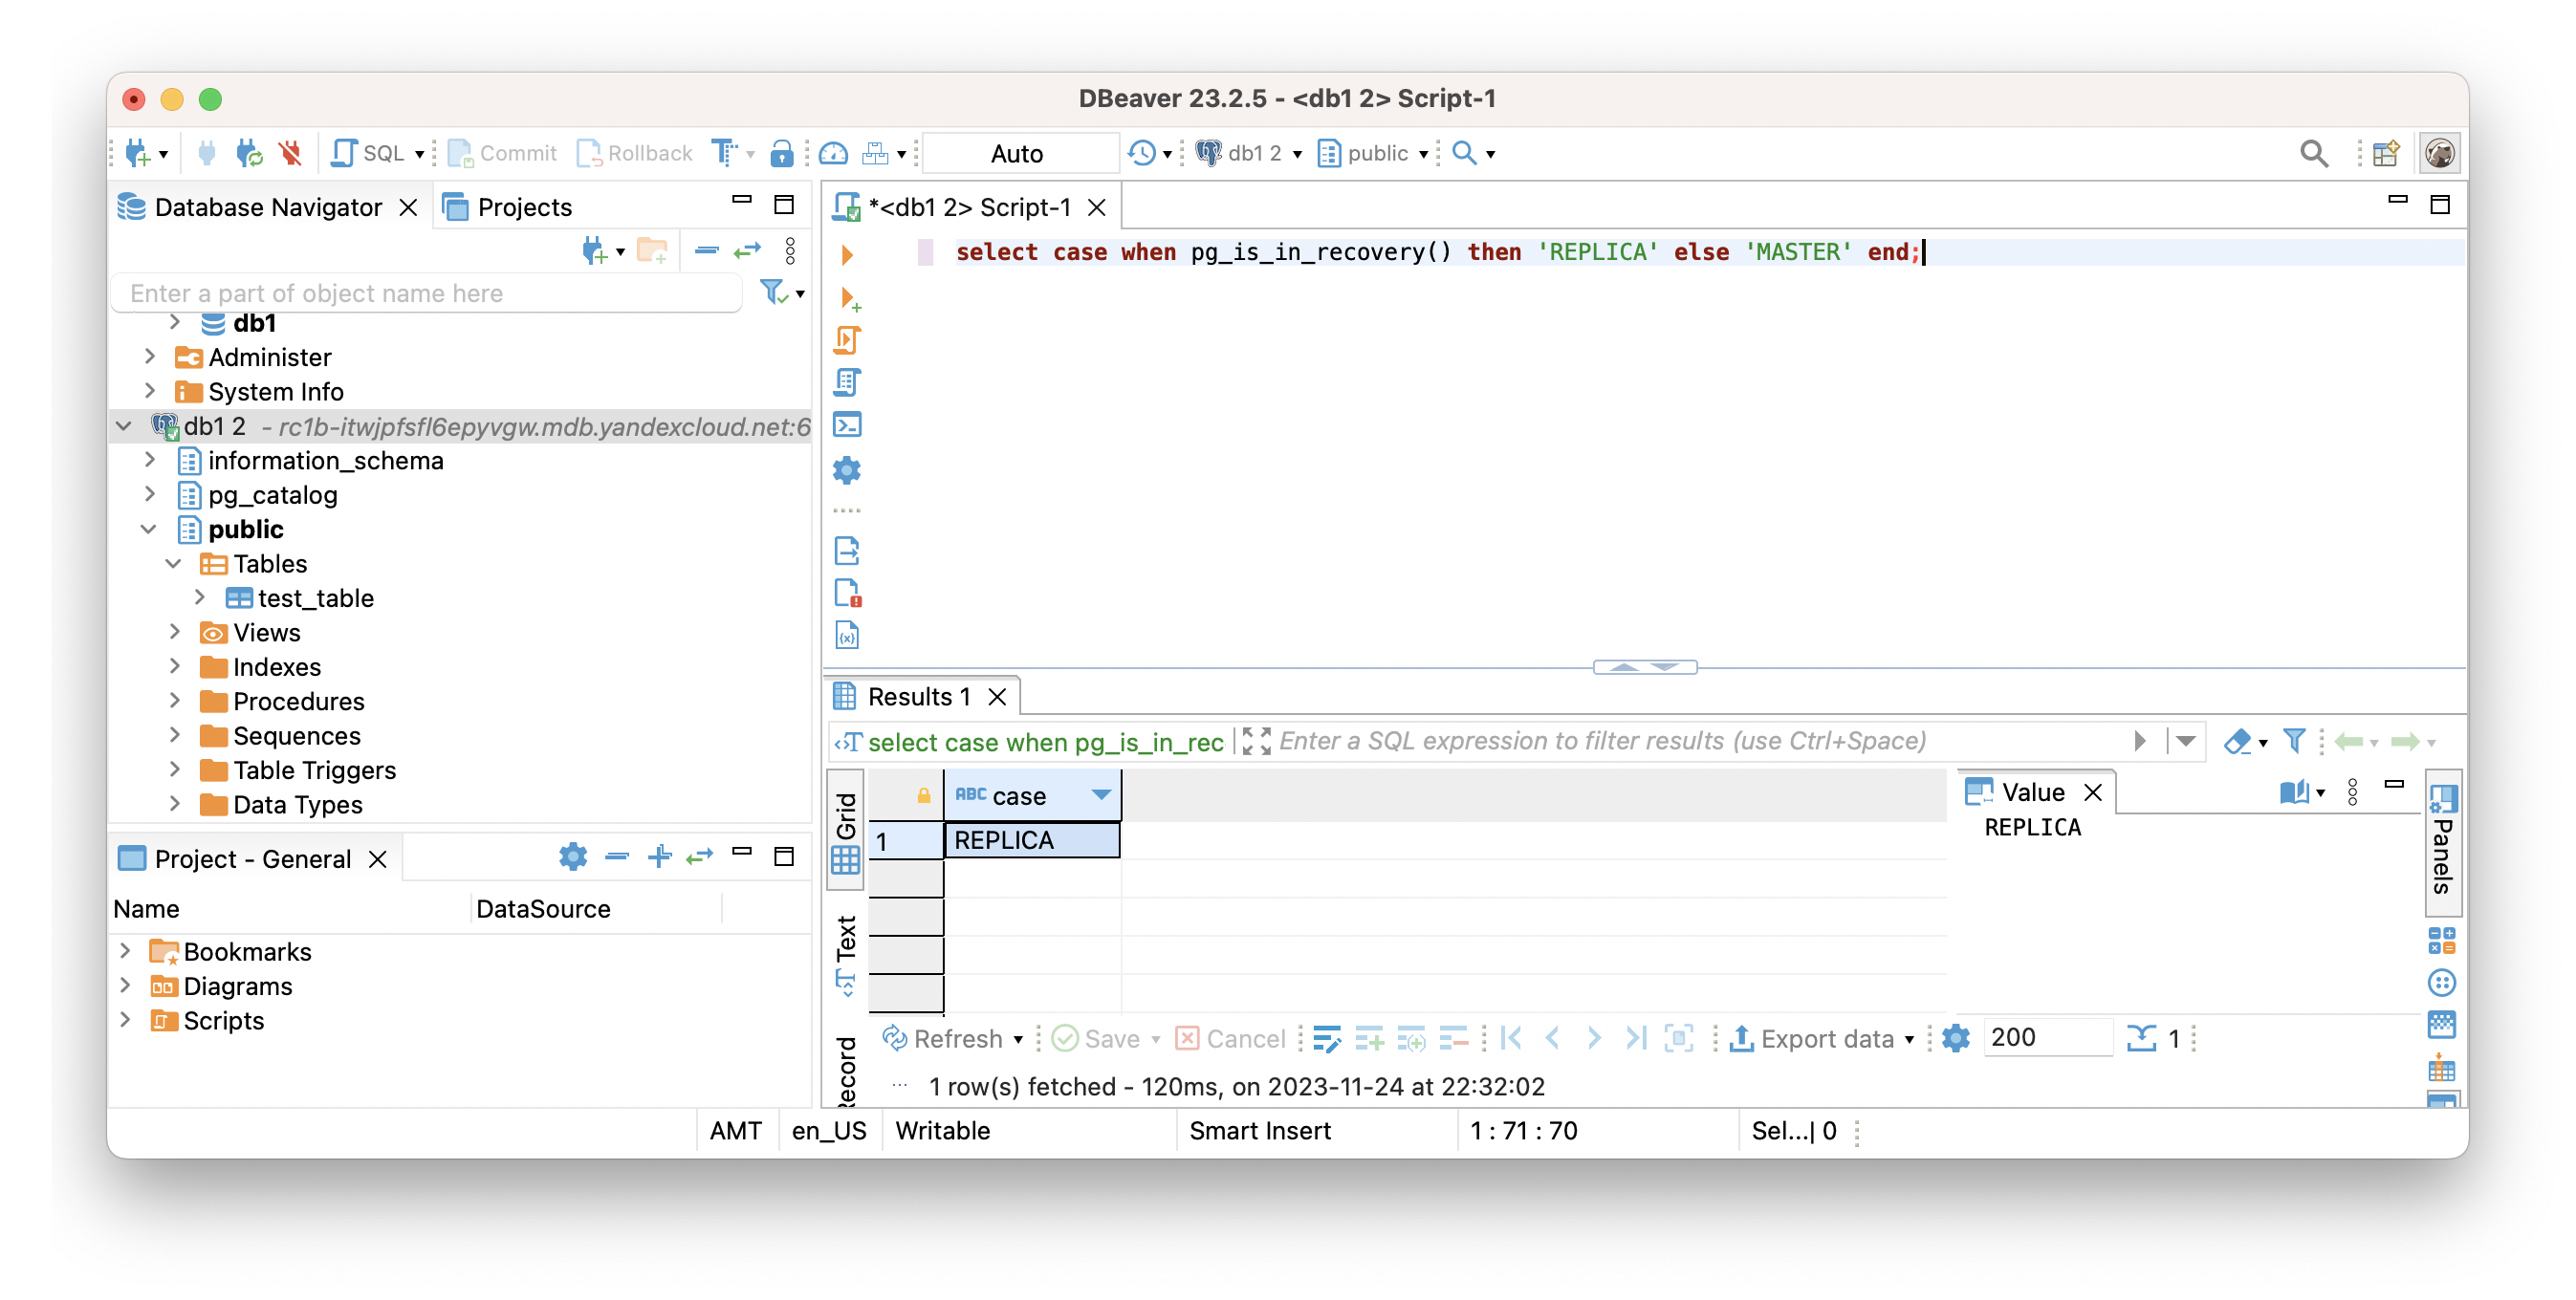 DBeaver 23.2.5 - <db1 2> Script-1
SQL Commit Rollback Auto db1 2 public
Database Navigator Projects
Enter a part of object name here
db1
Administer
System Info
db1 2 - rc1b-itwjpfsfl6epyvgw.mdb.yandexcloud.net:6
information_schema
pg_catalog
public
Tables
test_table
Views
Indexes
Procedures
Sequences
Table Triggers
Data Types
Project - General
Name DataSource
Bookmarks
Diagrams
Scripts
*<db1 2> Script-1
select case when pg_is_in_recovery() then 'REPLICA' else 'MASTER' end;
Results 1
select case when pg_is_in_rec Enter a SQL expression to filter results (use Ctrl+Space)
Grid
Text
Record
ABC case
1 REPLICA
Value
REPLICA
Panels
Refresh Save Cancel Export data 200 1
... 1 row(s) fetched - 120ms, on 2023-11-24 at 22:32:02
AMT en_US Writable Smart Insert 1 : 71 : 70 Sel...| 0